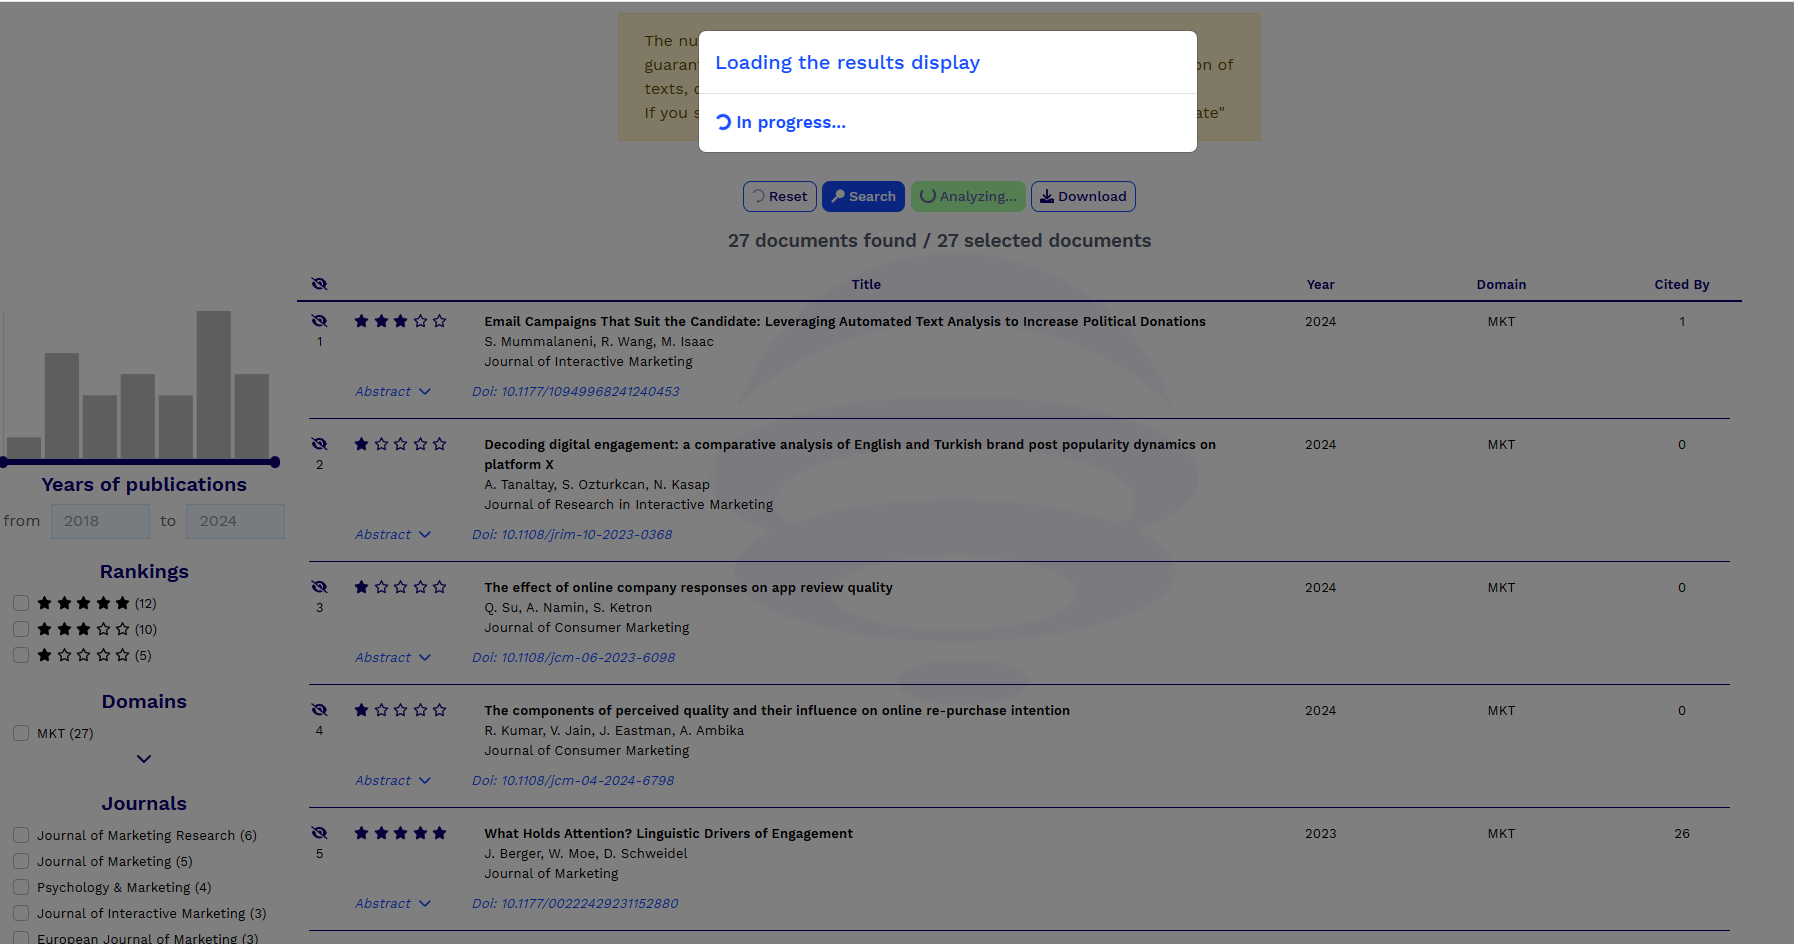 The nu
guaran
on of
texts, c
If you s
ate"
Loading the results display
In progress...
Reset
Search
Analyzing...
Download
27 documents found / 27 selected documents
Title
Year
Domain
Cited By
Email Campaigns That Suit the Candidate: Leveraging Automated Text Analysis to Increase Political Donations
2024
MKT
1
1
S. Mummalaneni, R. Wang, M. Isaac
Journal of Interactive Marketing
Abstract
Doi: 10.1177/10949968241240453
Decoding digital engagement: a comparative analysis of English and Turkish brand post popularity dynamics on
platform X
2024
MKT
0
2
A. Tanaltay, S. Ozturkcan, N. Kasap
Journal of Research in Interactive Marketing
Abstract
Doi: 10.1108/jrim-10-2023-0368
The effect of online company responses on app review quality
2024
MKT
0
3
Q. Su, A. Namin, S. Ketron
Journal of Consumer Marketing
Abstract
Doi: 10.1108/jcm-06-2023-6098
The components of perceived quality and their influence on online re-purchase intention
2024
MKT
0
4
R. Kumar, V. Jain, J. Eastman, A. Ambika
Journal of Consumer Marketing
Abstract
Doi: 10.1108/jcm-04-2024-6798
What Holds Attention? Linguistic Drivers of Engagement
2023
MKT
26
5
J. Berger, W. Moe, D. Schweidel
Journal of Marketing
Abstract
Doi: 10.1177/00222429231152880
Years of publications
from 2018 to 2024
Rankings
(12)
(10)
(5)
Domains
MKT (27)
Journals
Journal of Marketing Research (6)
Journal of Marketing (5)
Psychology & Marketing (4)
Journal of Interactive Marketing (3)
European Journal of Marketing (3)